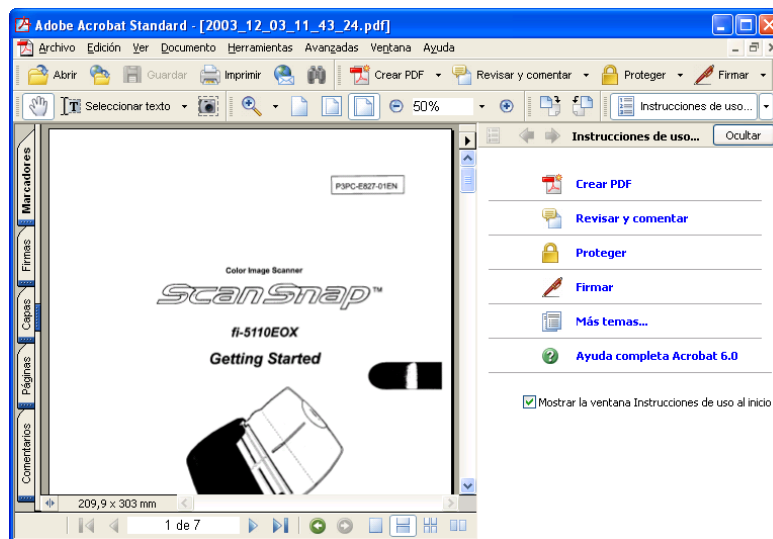 Adobe Acrobat Standard - [2003_12_03_11_43_24.pdf]
Archivo Edición Ver Documento Herramientas Avanzadas Ventana Ayuda
Abrir Guardar Imprimir Crear PDF Revisar y comentar Proteger Firmar
Seleccionar texto 50% Instrucciones de uso...
Instrucciones de uso... Ocultar
Marcadores
Firmas
Capas
Páginas
Comentarios
P3PC-E827-01EN
Color Image Scanner
ScanSnap™
fi-5110EOX
Getting Started
Crear PDF
Revisar y comentar
Proteger
Firmar
Más temas...
Ayuda completa Acrobat 6.0
Mostrar la ventana Instrucciones de uso al inicio
209,9 x 303 mm
1 de 7